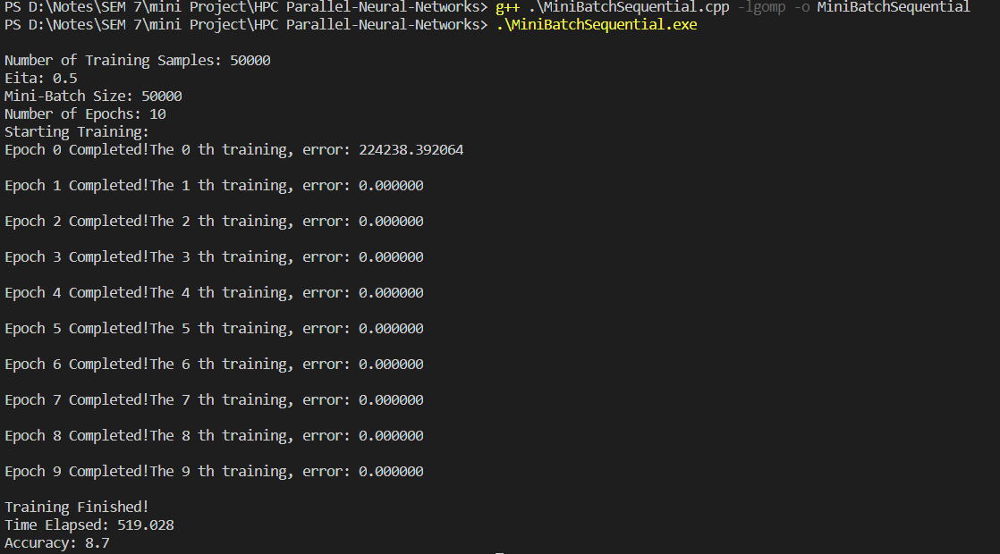 PS D:\Notes\SEM 7\mini Project\HPC Parallel-Neural-Networks> g++ .\MiniBatchSequential.cpp -lgomp -o MiniBatchSequential
PS D:\Notes\SEM 7\mini Project\HPC Parallel-Neural-Networks> .\MiniBatchSequential.exe
Number of Training Samples: 50000
Eita: 0.5
Mini-Batch Size: 50000
Number of Epochs: 10
Starting Training:
Epoch 0 Completed!The 0 th training, error: 224238.392064
Epoch 1 Completed!The 1 th training, error: 0.000000
Epoch 2 Completed!The 2 th training, error: 0.000000
Epoch 3 Completed!The 3 th training, error: 0.000000
Epoch 4 Completed!The 4 th training, error: 0.000000
Epoch 5 Completed!The 5 th training, error: 0.000000
Epoch 6 Completed!The 6 th training, error: 0.000000
Epoch 7 Completed!The 7 th training, error: 0.000000
Epoch 8 Completed!The 8 th training, error: 0.000000
Epoch 9 Completed!The 9 th training, error: 0.000000
Training Finished!
Time Elapsed: 519.028
Accuracy: 8.7